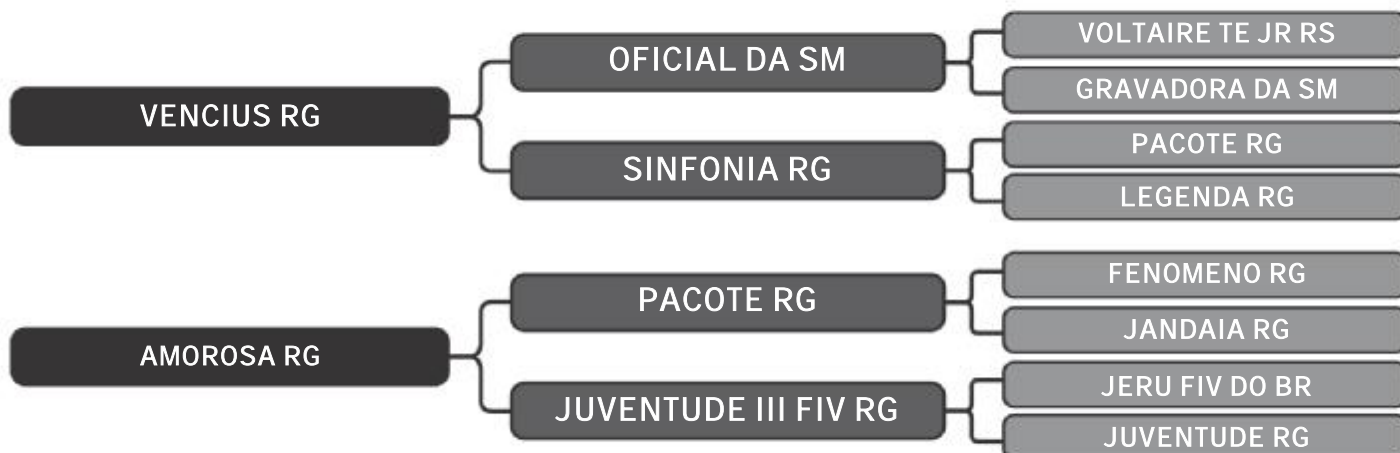 VENCIUS RG
OFICIAL DA SM
SINFONIA RG
VOLTAIRE TE JR RS
GRAVADORA DA SM
PACOTE RG
LEGENDA RG
AMOROSA RG
PACOTE RG
JUVENTUDE III FIV RG
FENOMENO RG
JANDAIA RG
JERU FIV DO BR
JUVENTUDE RG